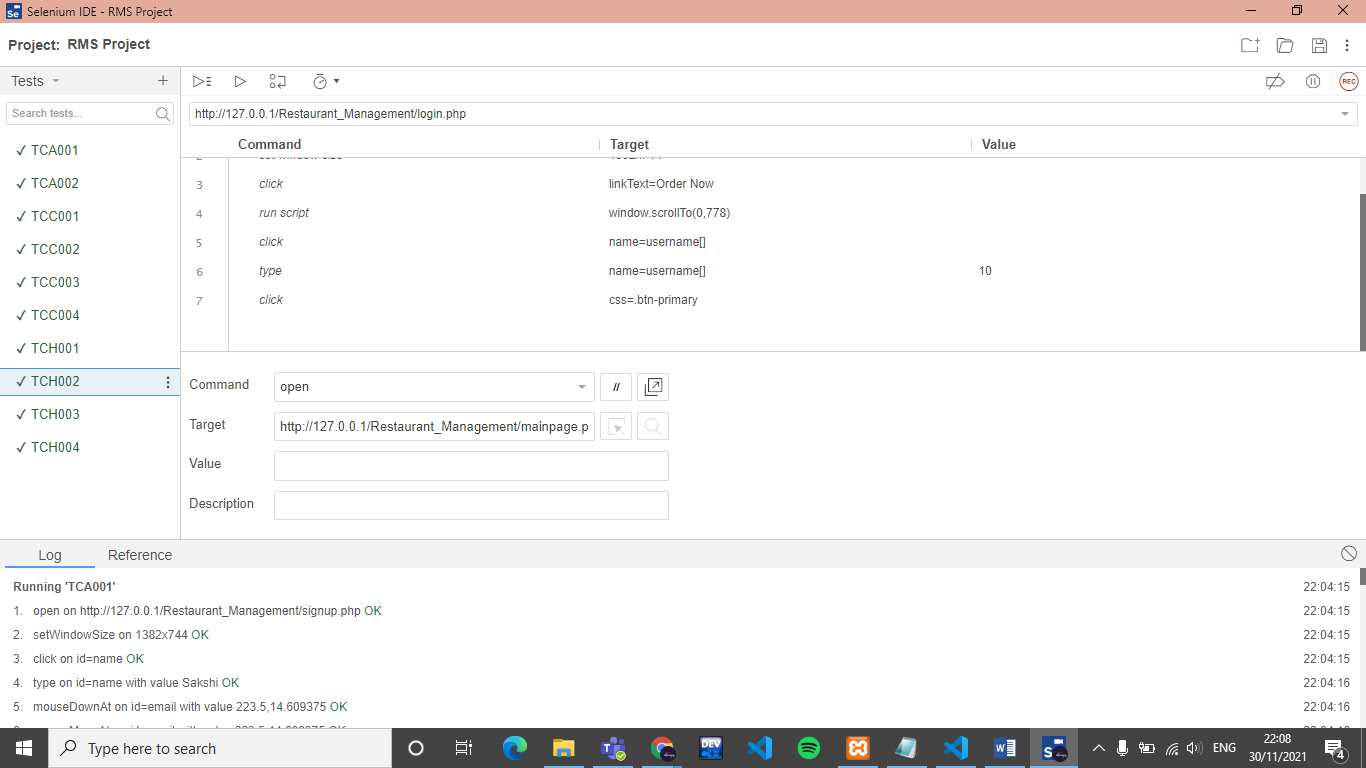 Selenium IDE - RMS Project
Project: RMS Project
Tests
Search tests...
✓ TCA001
✓ TCA002
✓ TCC001
✓ TCC002
✓ TCC003
✓ TCC004
✓ TCH001
✓ TCH002
✓ TCH003
✓ TCH004
REC
http://127.0.0.1/Restaurant_Management/login.php
Command Target Value
3 click linkText=Order Now
4 run script window.scrollTo(0,778)
5 click name=username[]
6 type name=username[] 10
7 click css=.btn-primary
Command open //
Target http://127.0.0.1/Restaurant_Management/mainpage.p
Value
Description
Log Reference
Running 'TCA001' 22:04:15
1. open on http://127.0.0.1/Restaurant_Management/signup.php OK 22:04:15
2. setWindowSize on 1382x744 OK 22:04:15
3. click on id=name OK 22:04:15
4. type on id=name with value Sakshi OK 22:04:16
5. mouseDownAt on id=email with value 223.5,14.609375 OK 22:04:16
Type here to search
DEV
ENG
22:08
30/11/2021
4